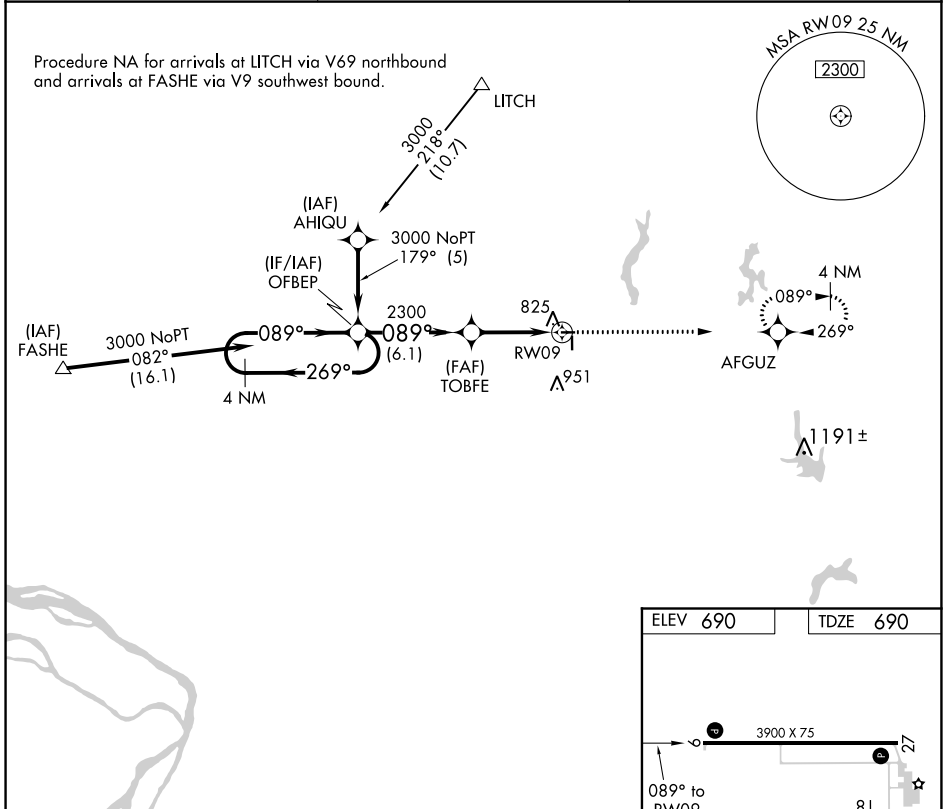 Procedure NA for arrivals at LITCH via V69 northbound
and arrivals at FASHE via V9 southwest bound.
MSA RW09 25 NM
2300
LITCH
3000
218°
(10.7)
(IAF)
AHIQU
3000 NoPT
179° (5)
(IF/IAF)
OFBEP
(IAF)
FASHE
3000 NoPT
082°
(16.1)
089°
269°
4 NM
2300
089°
(6.1)
(FAF)
TOBFE
825
RW09
951
4 NM
089°
269°
AFGUZ
1191±
ELEV 690
TDZE 690
9
P
3900 X 75
P
27
089° to
RW09
81